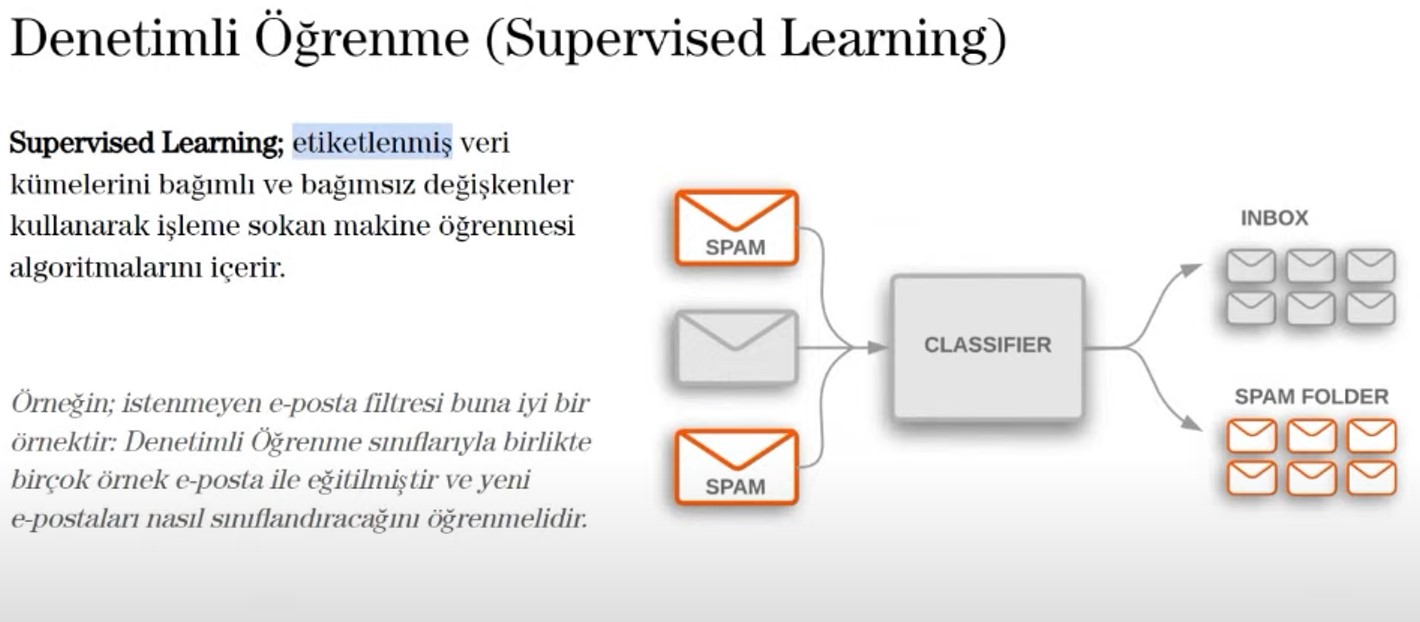 Denetimli Öğrenme (Supervised Learning)
Supervised Learning; etiketlenmiş veri
kümelerini bağımlı ve bağımsız değişkenler
kullanarak işleme sokan makine öğrenmesi
algoritmalarını içerir.
Örneğin; istenmeyen e-posta filtresi buna iyi bir
örnektir: Denetimli Öğrenme sınıflarıyla birlikte
birçok örnek e-posta ile eğitilmiştir ve yeni
e-postaları nasıl sınıflandıracağını öğrenmelidir.
SPAM
SPAM
CLASSIFIER
INBOX
SPAM FOLDER